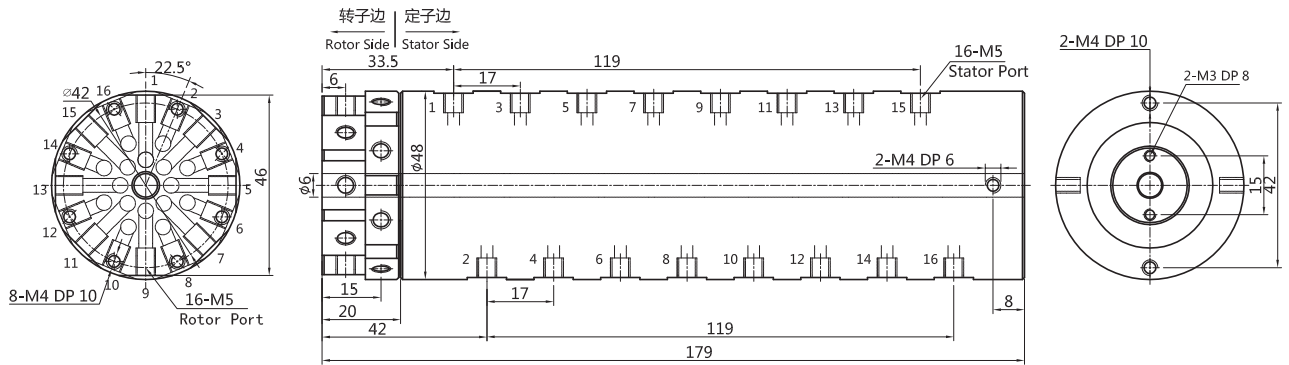 转子边 定子边
Rotor Side Stator Side
33.5
119
16-M5
Stator Port
6
17
22.5°
⌀42
1
2
3
4
5
6
7
8
9
10
11
12
13
14
15
16
46
8-M4 DP 10
16-M5
Rotor Port
1 3 5 7 9 11 13 15
ϕ48
ϕ6
2-M4 DP 6
2 4 6 8 10 12 14 16
15
17
8
20
42
119
179
2-M4 DP 10
2-M3 DP 8
15
42